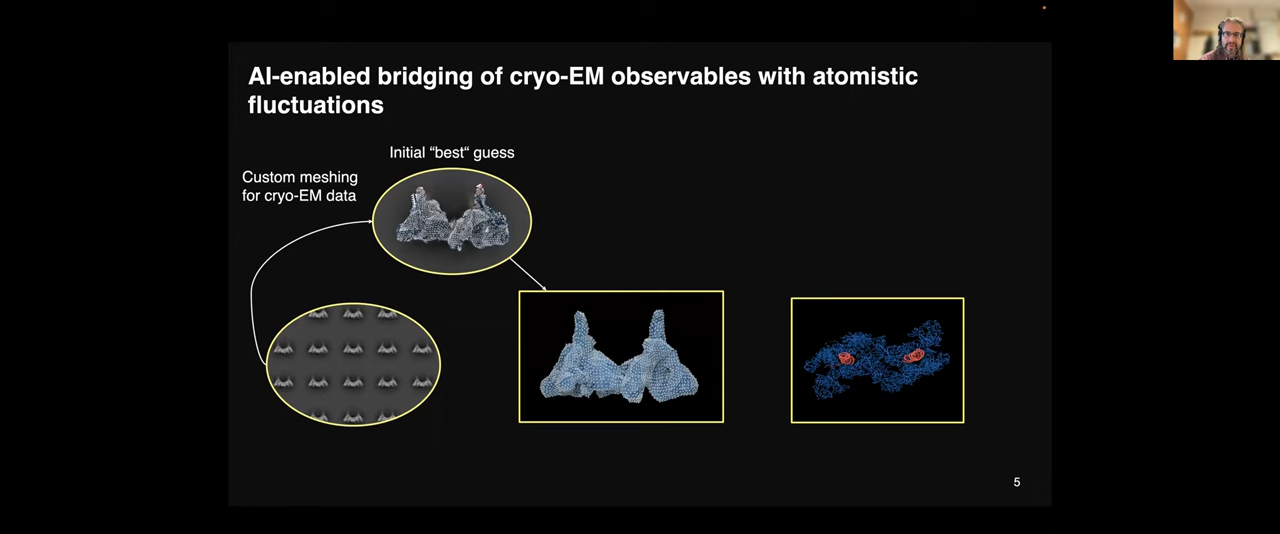 AI-enabled bridging of cryo-EM observables with atomistic
fluctuations
Initial “best“ guess
Custom meshing
for cryo-EM data
5